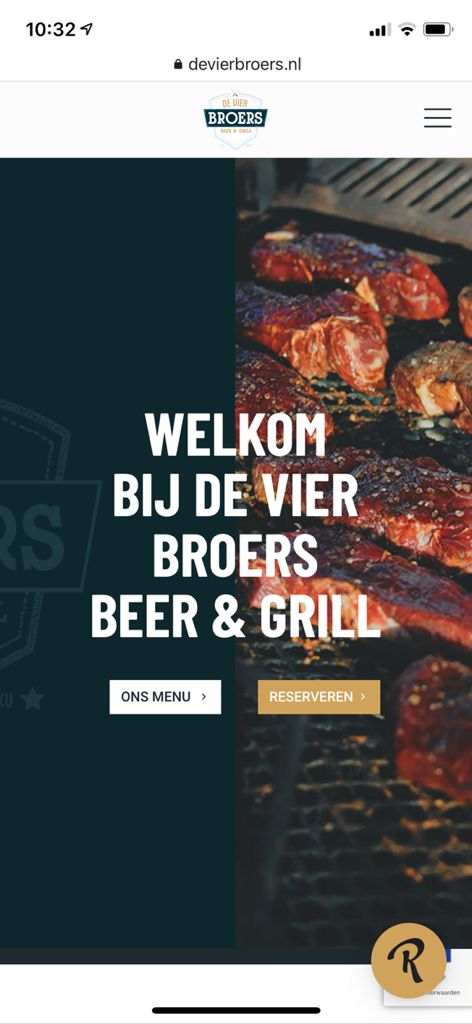 10:32
devierbroers.nl
DE VIER
BROERS
BEER & GRILL
WELKOM
BIJ DE VIER
BROERS
BEER & GRILL
ONS MENU
RESERVEREN
R